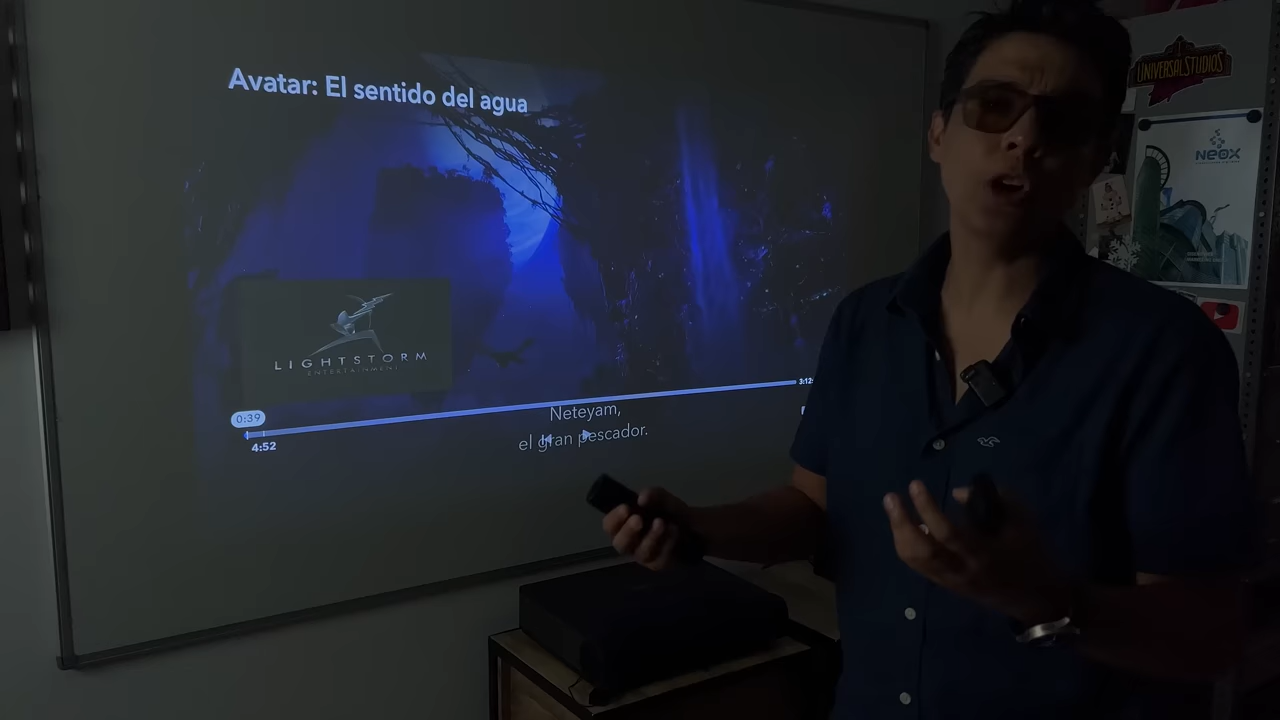 Avatar: El sentido del agua
LIGHTSTORM
ENTERTAINMENT
0:39
4:52
3:12
Neteyam,
el gran pescador.
UNIVERSAL STUDIOS
NEOX